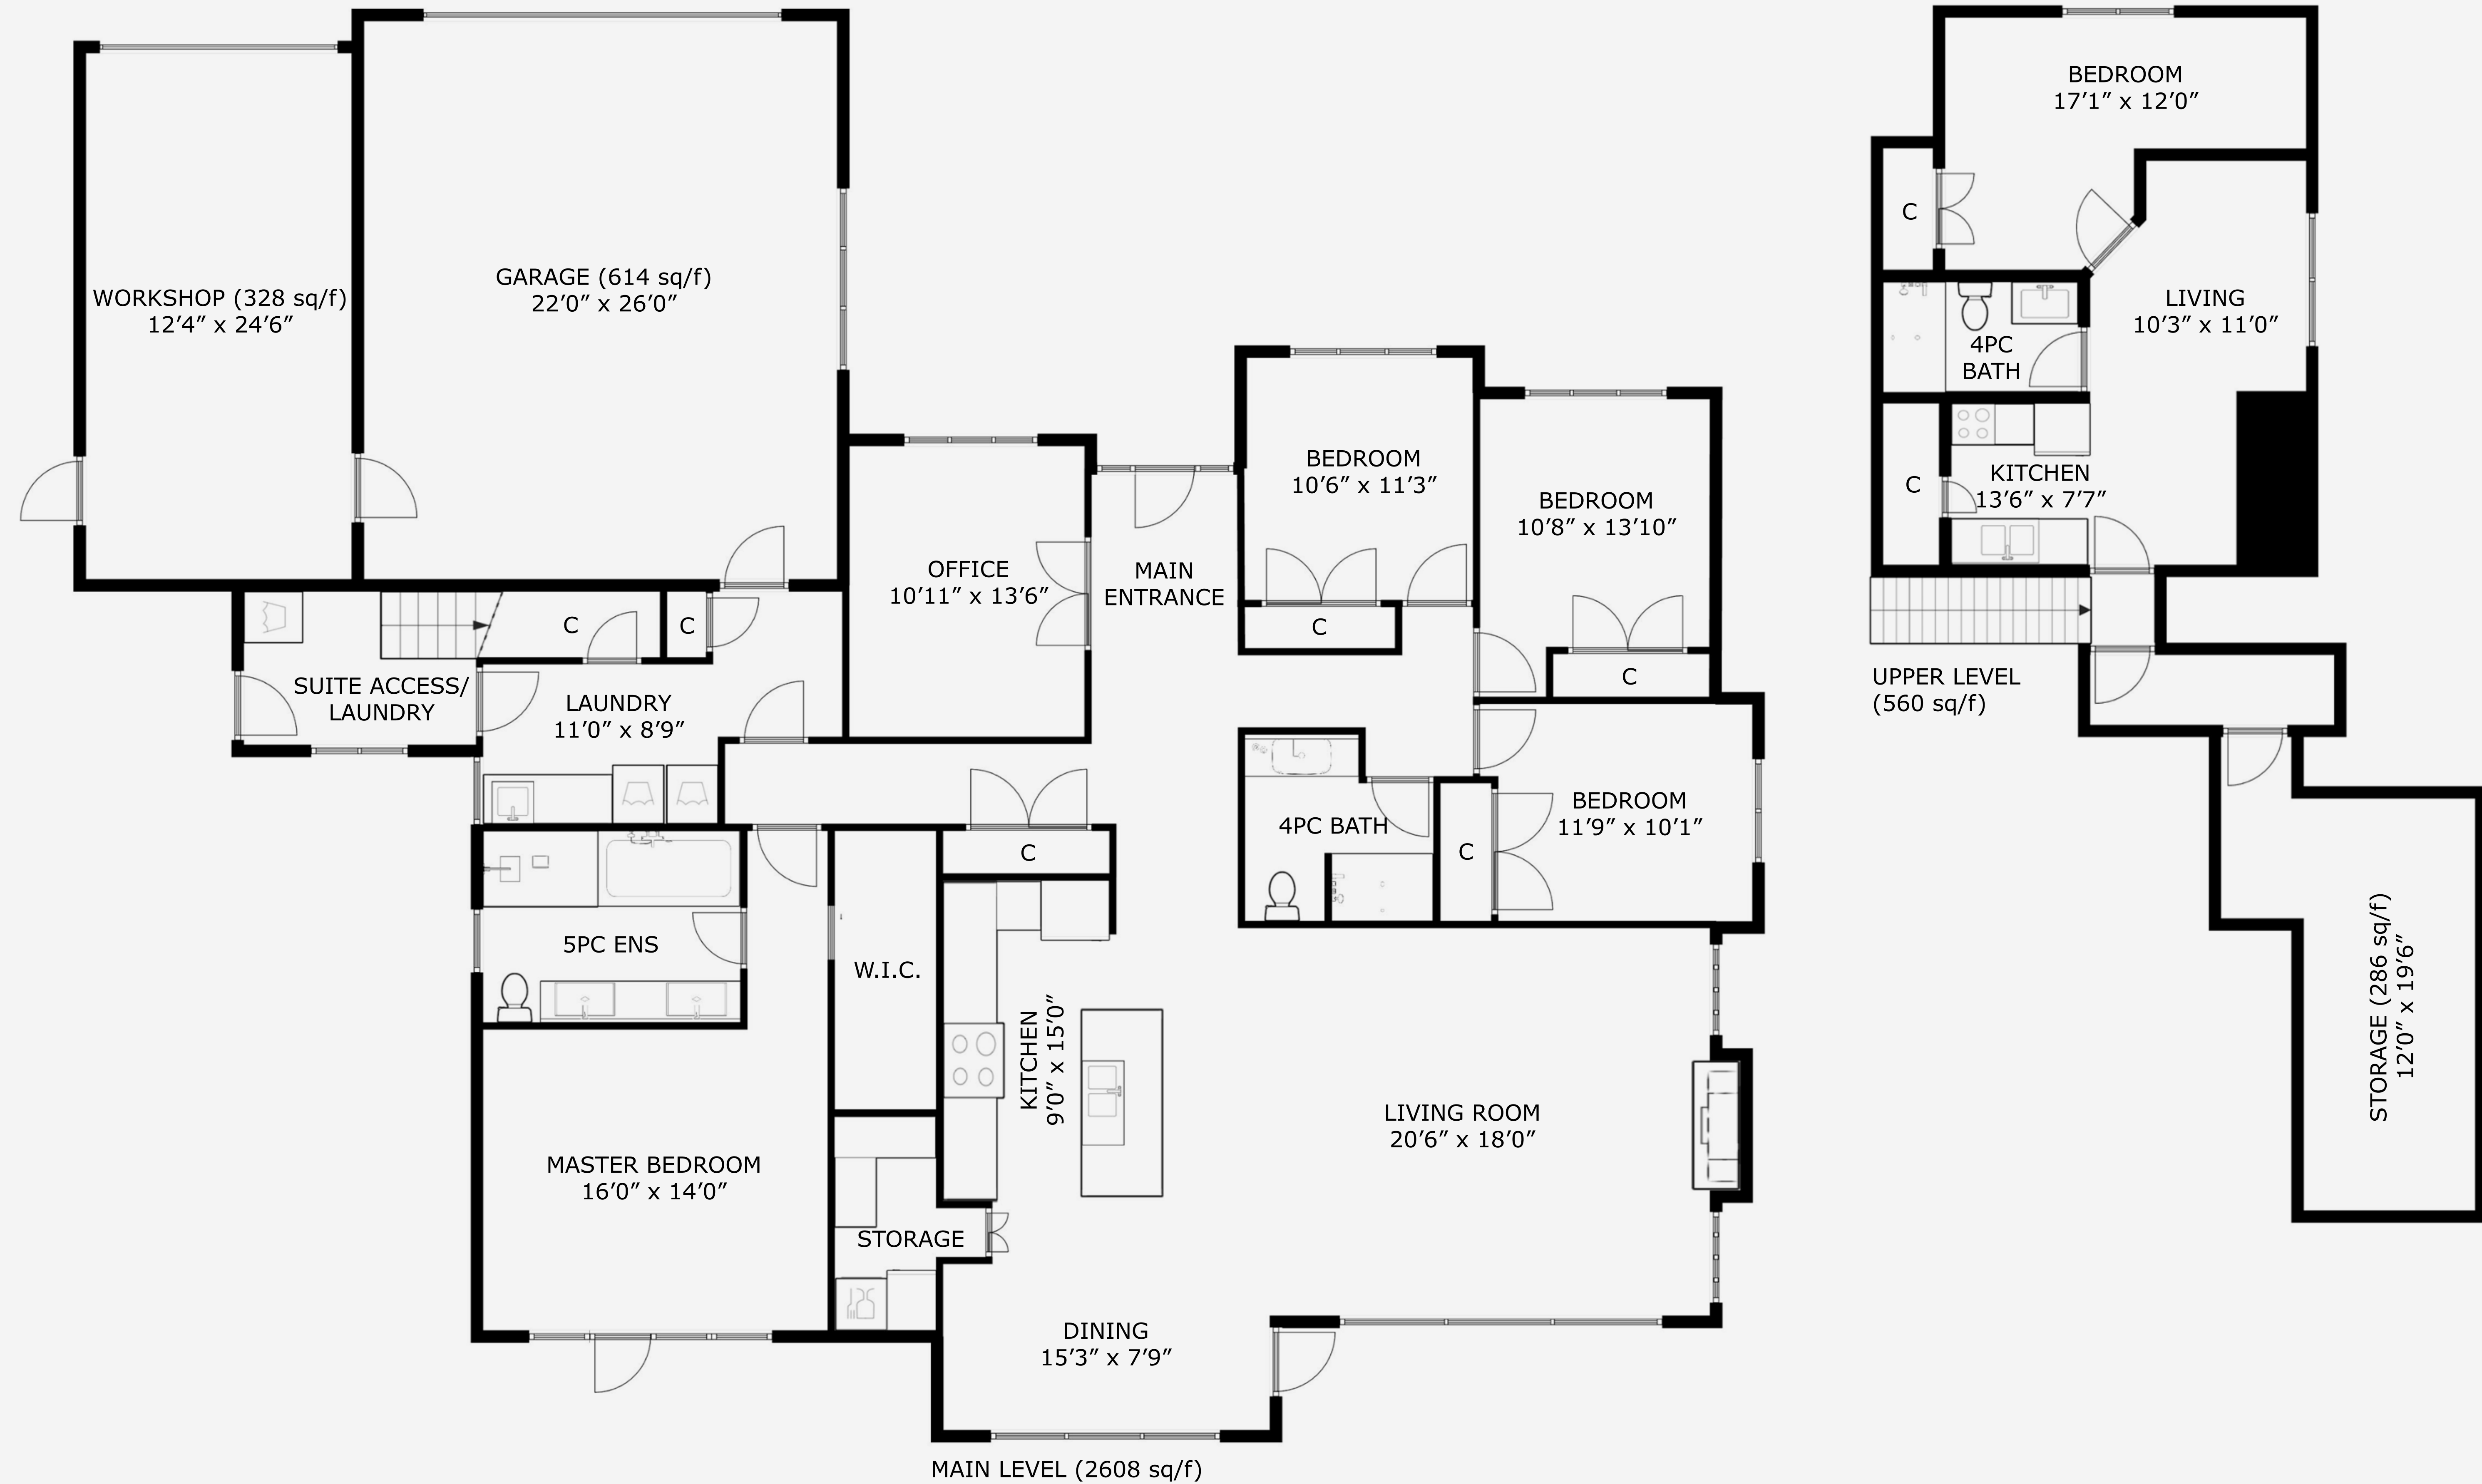 WORKSHOP (328 sq/f)
12’4” x 24’6”
GARAGE (614 sq/f)
22’0” x 26’0”
OFFICE
10’11” x 13’6”
MAIN
ENTRANCE
BEDROOM
10’6” x 11’3”
C
BEDROOM
10’8” x 13’10”
C
C
C
SUITE ACCESS/
LAUNDRY
LAUNDRY
11’0” x 8’9”
4PC BATH
C
BEDROOM
11’9” x 10’1”
C
5PC ENS
W.I.C.
KITCHEN
9’0” x 15’0”
MASTER BEDROOM
16’0” x 14’0”
STORAGE
LIVING ROOM
20’6” x 18’0”
DINING
15’3” x 7’9”
MAIN LEVEL (2608 sq/f)
BEDROOM
17’1” x 12’0”
C
LIVING
10’3” x 11’0”
4PC
BATH
C
KITCHEN
13’6” x 7’7”
UPPER LEVEL
(560 sq/f)
STORAGE (286 sq/f)
12’0” x 19’6”